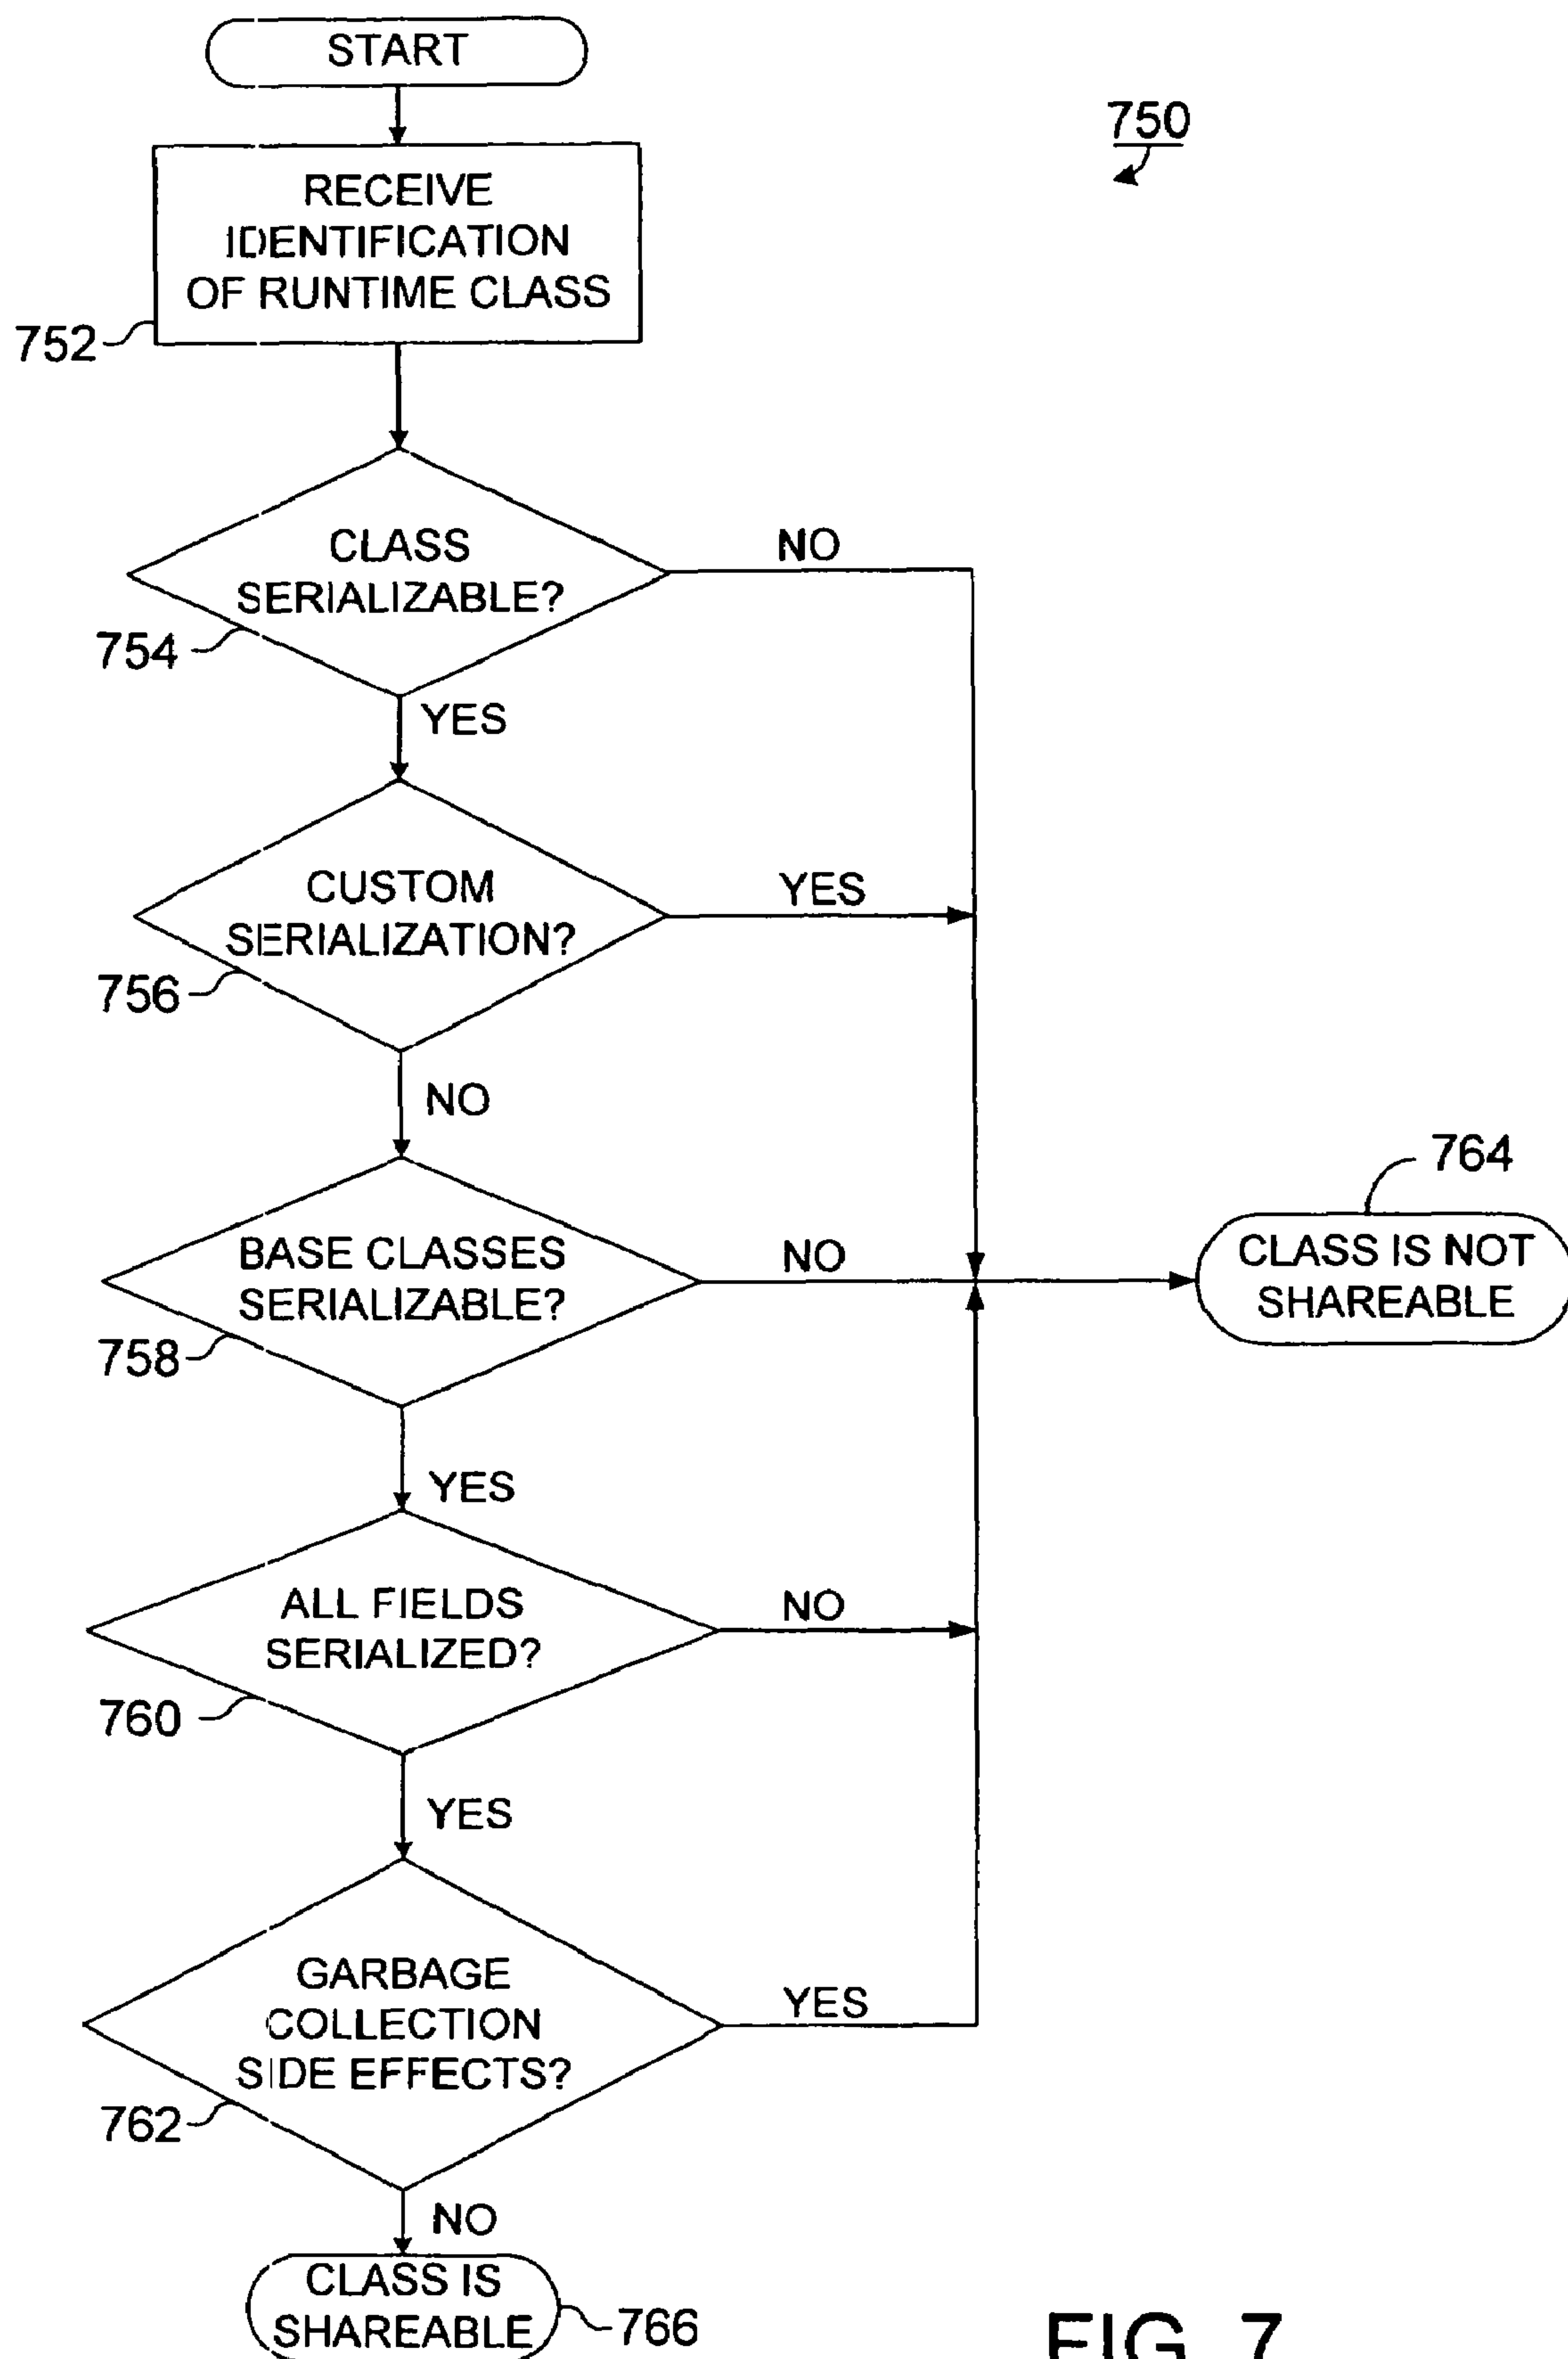 START
750
RECEIVE
IDENTIFICATION
OF RUNTIME CLASS
752
CLASS
SERIALIZABLE?
NO
754
YES
CUSTOM
SERIALIZATION?
YES
756
NO
764
BASE CLASSES
SERIALIZABLE?
NO
CLASS IS NOT
SHAREABLE
758
YES
ALL FIELDS
SERIALIZED?
NO
760
YES
GARBAGE
COLLECTION
SIDE EFFECTS?
YES
762
NO
CLASS IS
SHAREABLE
766
FIG. 7